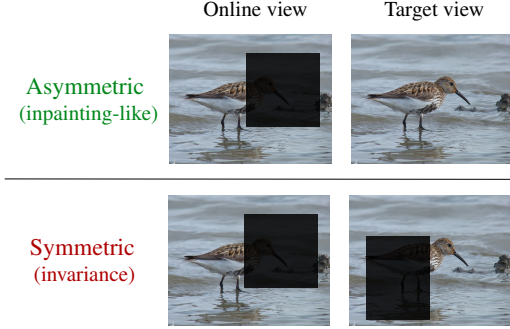 Online view
Target view
Asymmetric
(inpainting-like)
Symmetric
(invariance)